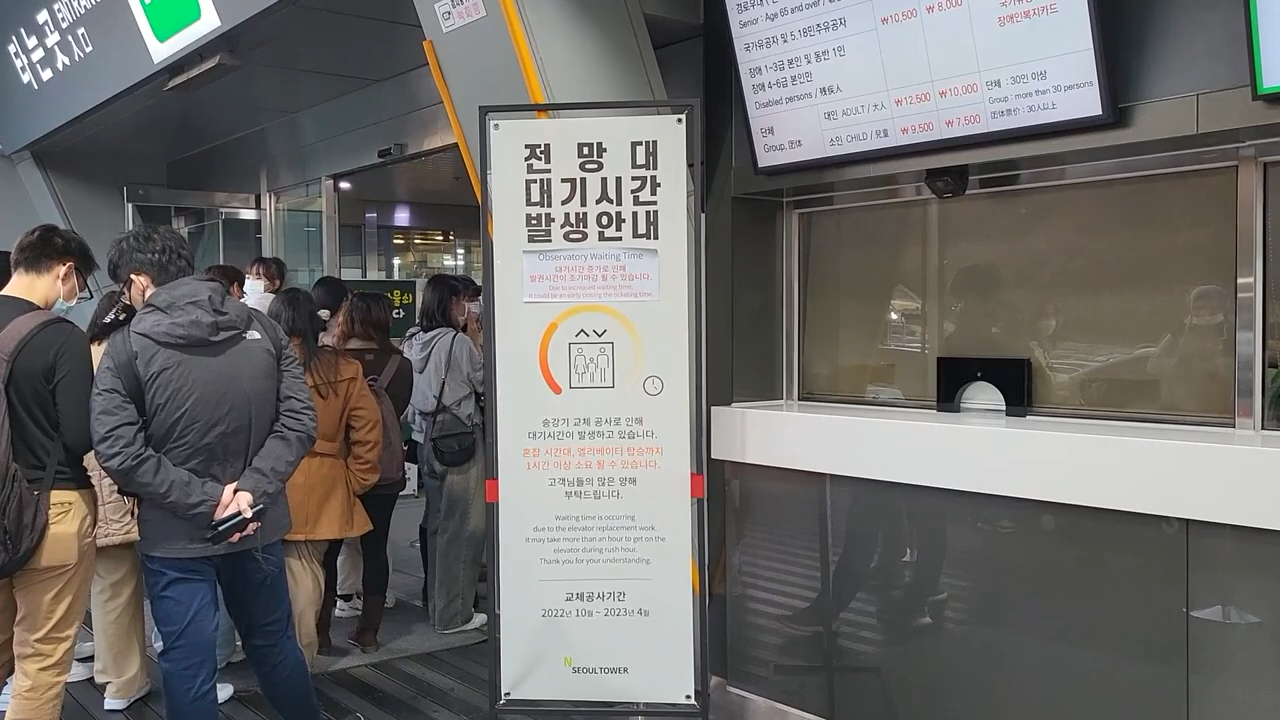 타는곳 ENTRANC
入口
전망대
대기시간
발생안내
Observatory Waiting Time
대기시간 증가로 인해
발권시간이 조기마감 될 수 있습니다.
Due to increased waiting time,
it could be an early closing the ticketing time.
승강기 교체 공사로 인해
대기시간이 발생하고 있습니다.
혼잡 시간대, 엘리베이터 탑승까지
1시간 이상 소요 될 수 있습니다.
고객님들의 많은 양해
부탁드립니다.
Waiting time is occurring
due to the elevator replacement work.
It may take more than an hour to get on the
elevator during rush hour.
Thank you for your understanding.
교체공사기간
2022년 10월 ~ 2023년 4월
N
SEOULTOWER
Senior : Age 65 and over /
₩10,500 ₩8,000
국가유공자 및 5.18민주유공자
장애인복지카드
장애 1~3급 본인 및 동반 1인
장애 4~6급 본인만
Disabled persons / 残疾人
· 단체
Group, 团体
대인 ADULT / 大人 ₩12,500 ₩10,000
소인 CHILD / 兒童 ₩9,500 ₩7,500
단체 : 30인 이상
Group : more than 30 persons
团体票价 : 30人以上